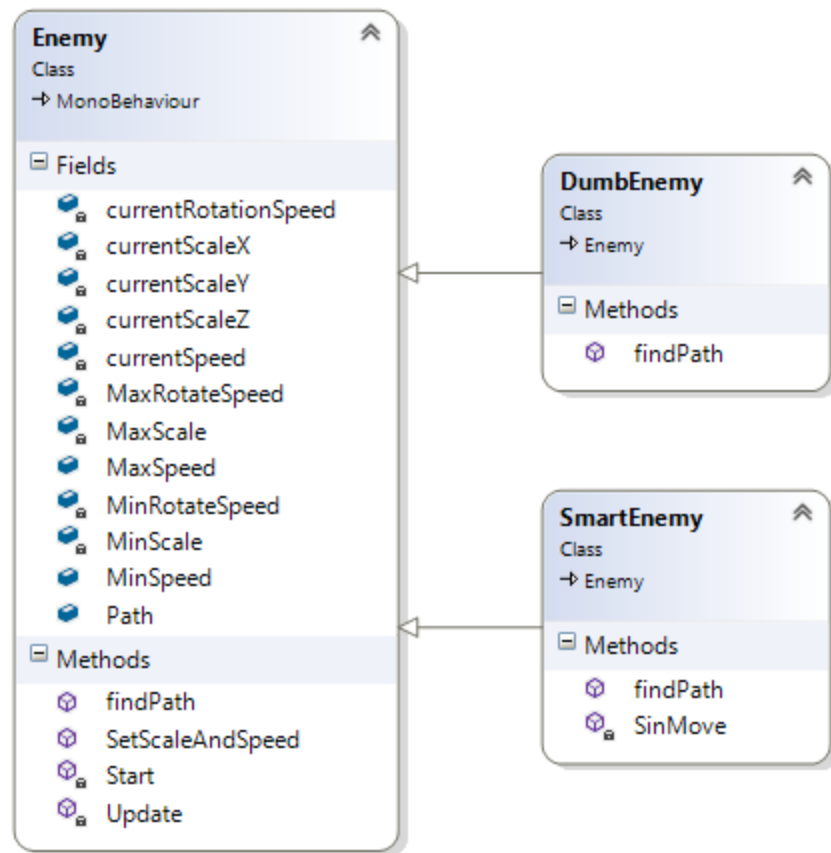 Enemy
Class
MonoBehaviour
Fields
currentRotationSpeed
currentScaleX
currentScaleY
currentScaleZ
currentSpeed
MaxRotateSpeed
MaxScale
MaxSpeed
MinRotateSpeed
MinScale
MinSpeed
Path
Methods
findPath
SetScaleAndSpeed
Start
Update
DumbEnemy
Class
Enemy
Methods
findPath
SmartEnemy
Class
Enemy
Methods
findPath
SinMove